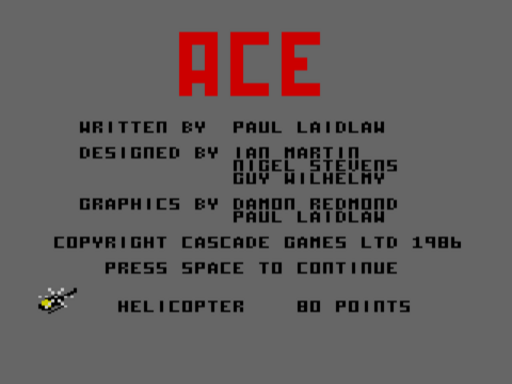 ACE
WRITTEN BY PAUL LAIDLAW
DESIGNED BY IAN MARTIN
NIGEL STEVENS
GUY WILHELMY
GRAPHICS BY DAMON REDMOND
PAUL LAIDLAW
COPYRIGHT CASCADE GAMES LTD 1986
PRESS SPACE TO CONTINUE
HELICOPTER 80 POINTS